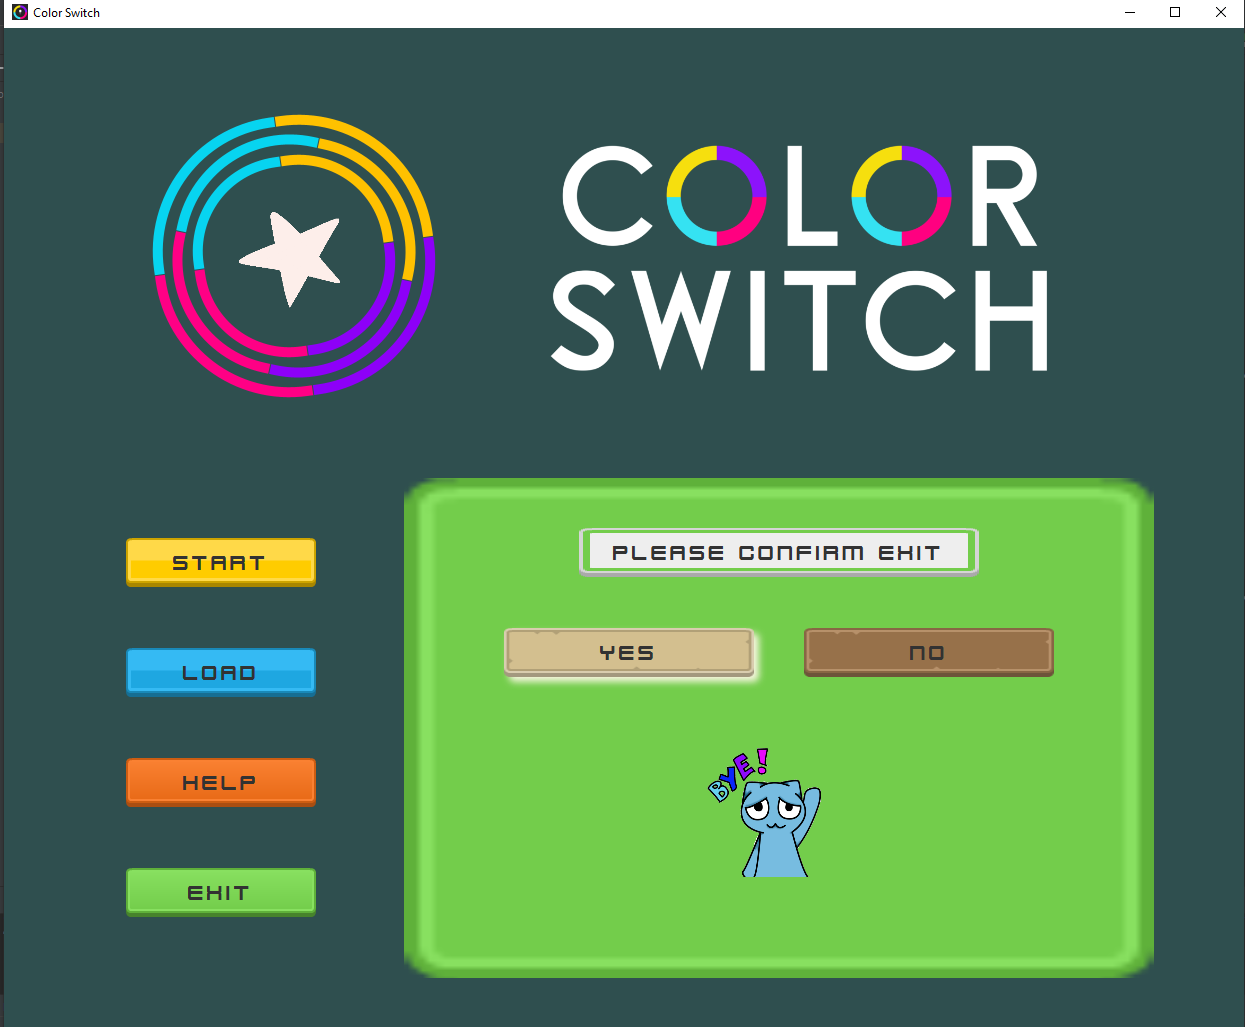 Color Switch
COLOR
SWITCH
START
LOAD
HELP
EXIT
PLEASE CONFIRM EXIT
YES
NO
BYE!